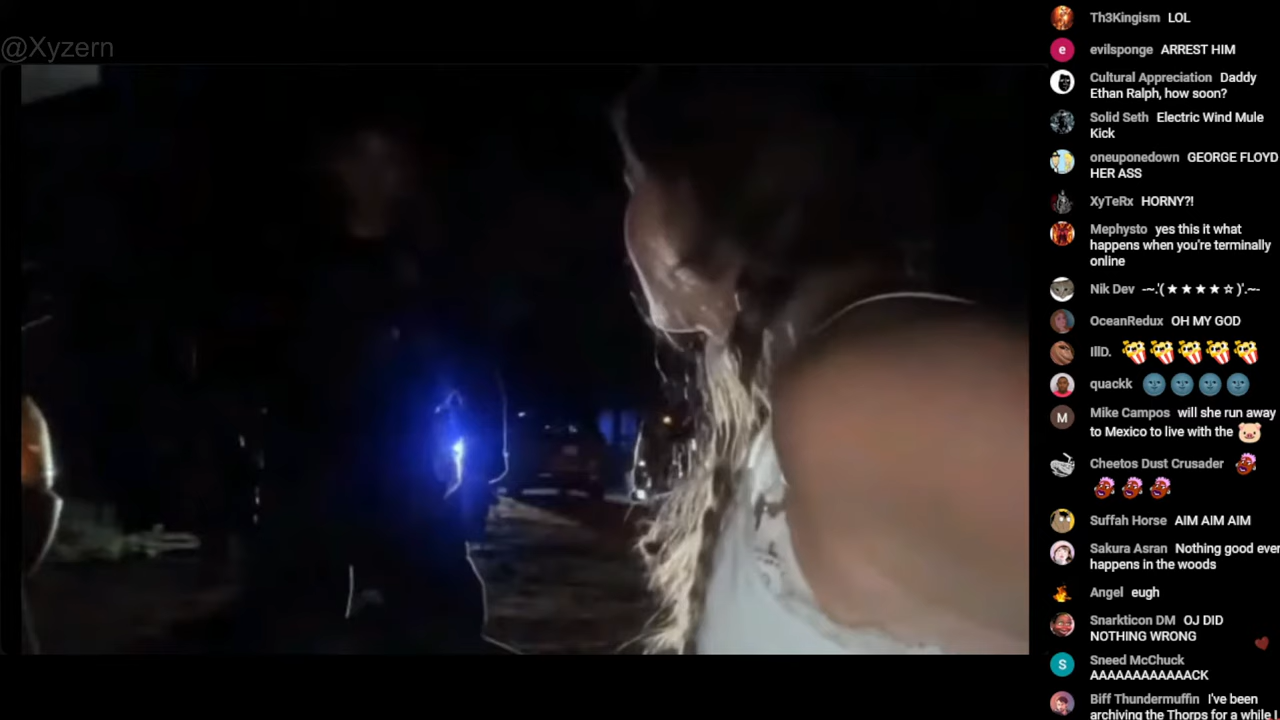 @Xyzern
Th3Kingism LOL
evilsponge ARREST HIM
Cultural Appreciation Daddy
Ethan Ralph, how soon?
Solid Seth Electric Wind Mule
Kick
oneuponedown GEORGE FLOYD
HER ASS
XyTeRx HORNY?!
Mephysto yes this it what
happens when you're terminally
online
Nik Dev -~.'( ★ ★ ★ ★ ☆ )'.~-
OceanRedux OH MY GOD
IllD.
quackk
M
Mike Campos will she run away
to Mexico to live with the
Cheetos Dust Crusader
Suffah Horse AIM AIM AIM
Sakura Asran Nothing good ever
happens in the woods
Angel eugh
Snarkticon DM OJ DID
NOTHING WRONG
S
Sneed McChuck
AAAAAAAAAAAACK
Biff Thundermuffin I've been
archiving the Thorps for a while I